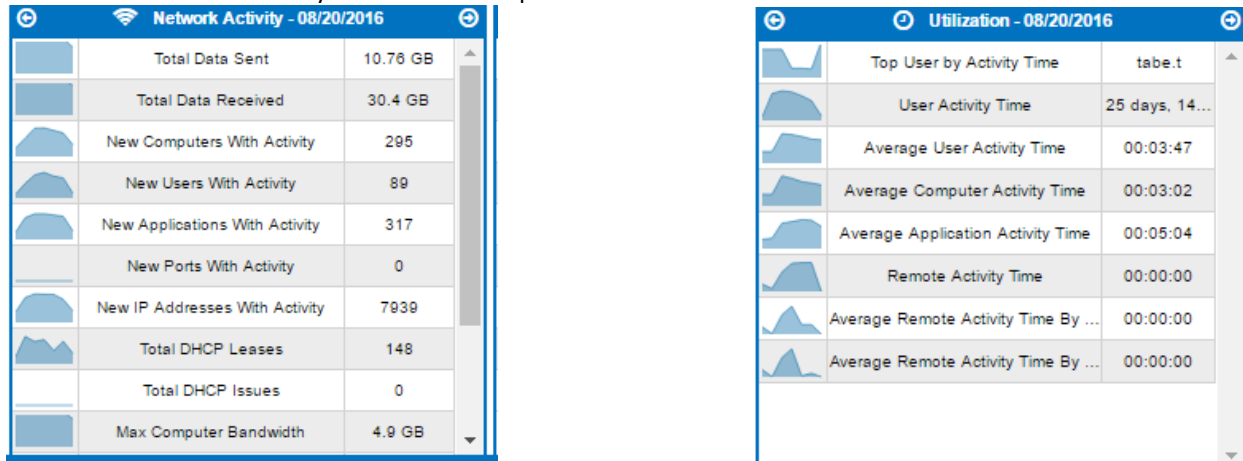 Network Activity - 08/20/2016
Total Data Sent 10.76 GB
Total Data Received 30.4 GB
New Computers With Activity 295
New Users With Activity 89
New Applications With Activity 317
New Ports With Activity 0
New IP Addresses With Activity 7939
Total DHCP Leases 148
Total DHCP Issues 0
Max Computer Bandwidth 4.9 GB
Utilization - 08/20/2016
Top User by Activity Time tabe.t
User Activity Time 25 days, 14...
Average User Activity Time 00:03:47
Average Computer Activity Time 00:03:02
Average Application Activity Time 00:05:04
Remote Activity Time 00:00:00
Average Remote Activity Time By ... 00:00:00
Average Remote Activity Time By ... 00:00:00